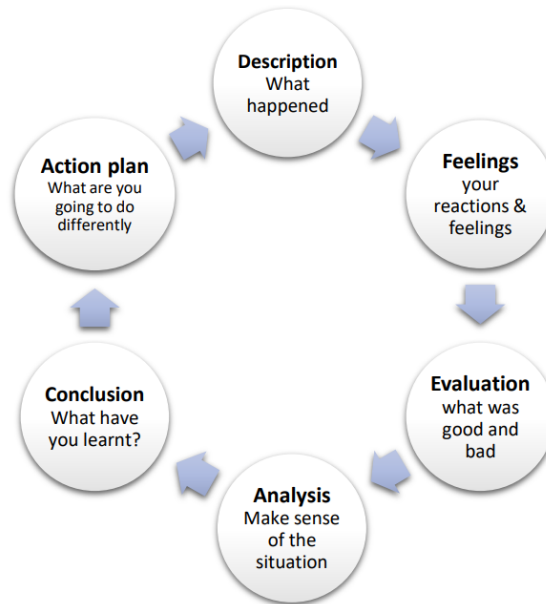 Description
What
happened
Feelings
your
reactions &
feelings
Evaluation
what was
good and
bad
Analysis
Make sense
of the
situation
Conclusion
What have
you learnt?
Action plan
What are you
going to do
differently